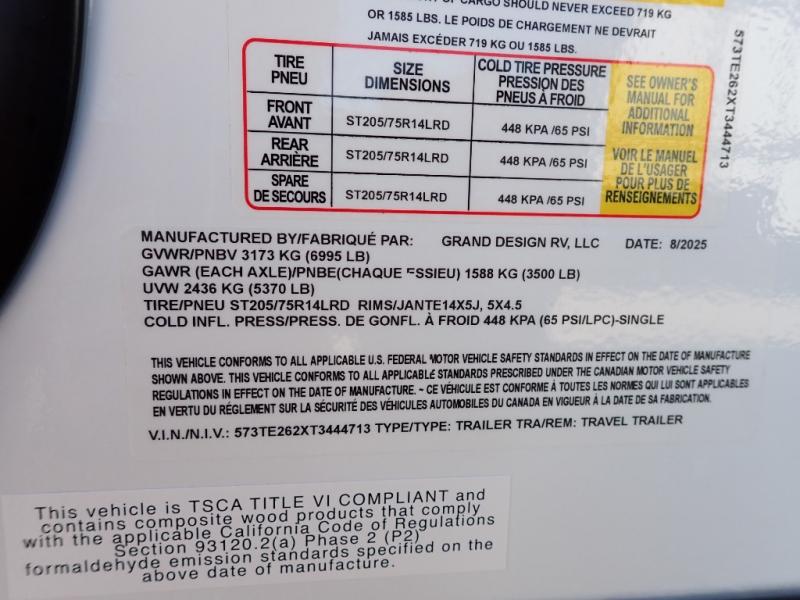 OF CARGO SHOULD NEVER EXCEED 719 KG
OR 1585 LBS. LE POIDS DE CHARGEMENT NE DEVRAIT
JAMAIS EXCÉDER 719 KG OU 1585 LBS.
TIRE PNEU SIZE DIMENSIONS COLD TIRE PRESSURE PRESSION DES PNEUS À FROID
SEE OWNER'S
MANUAL FOR
ADDITIONAL
INFORMATION
FRONT AVANT ST205/75R14LRD 448 KPA /65 PSI
REAR ARRIÈRE ST205/75R14LRD 448 KPA /65 PSI
SPARE DE SECOURS ST205/75R14LRD 448 KPA /65 PSI
VOIR LE MANUEL
DE L'USAGER
POUR PLUS DE
RENSEIGNEMENTS
573TE262XT3444713
MANUFACTURED BY/FABRIQUÉ PAR: GRAND DESIGN RV, LLC DATE: 8/2025
GVWR/PNBV 3173 KG (6995 LB)
GAWR (EACH AXLE)/PNBE(CHAQUE ESSIEU) 1588 KG (3500 LB)
UVW 2436 KG (5370 LB)
TIRE/PNEU ST205/75R14LRD RIMS/JANTE14X5J, 5X4.5
COLD INFL. PRESS/PRESS. DE GONFL. À FROID 448 KPA (65 PSI/LPC)-SINGLE
THIS VEHICLE CONFORMS TO ALL APPLICABLE U.S. FEDERAL MOTOR VEHICLE SAFETY STANDARDS IN EFFECT ON THE DATE OF MANUFACTURE
SHOWN ABOVE. THIS VEHICLE CONFORMS TO ALL APPLICABLE STANDARDS PRESCRIBED UNDER THE CANADIAN MOTOR VEHICLE SAFETY
REGULATIONS IN EFFECT ON THE DATE OF MANUFACTURE. ~ CE VÉHICULE EST CONFORME À TOUTES LES NORMES QUI LUI SONT APPLICABLES
EN VERTU DU RÉGLEMENT SUR LA SÉCURITÉ DES VÉHICULES AUTOMOBILES DU CANADA EN VIGUEUR À LA DATE DE SA FABRICATION.
V.I.N./N.I.V.: 573TE262XT3444713 TYPE/TYPE: TRAILER TRA/REM: TRAVEL TRAILER
This vehicle is TSCA TITLE VI COMPLIANT and
contains composite wood products that comply
with the applicable California Code of Regulations
Section 93120.2(a) Phase 2 (P2)
formaldehyde emission standards specified on the
above date of manufacture.